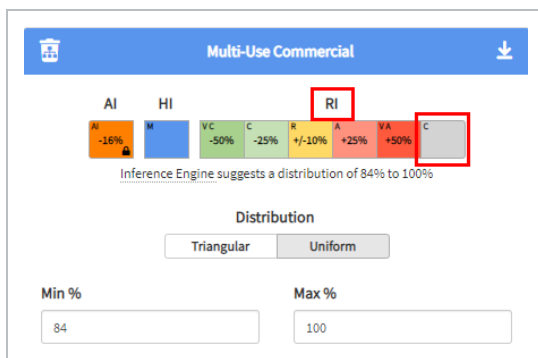 Multi-Use Commercial
AI HI RI
AI M V C C R A V A C
-16% -50% -25% +/-10% +25% +50%
Inference Engine suggests a distribution of 84% to 100%
Distribution
Triangular Uniform
Min % Max %
84 100